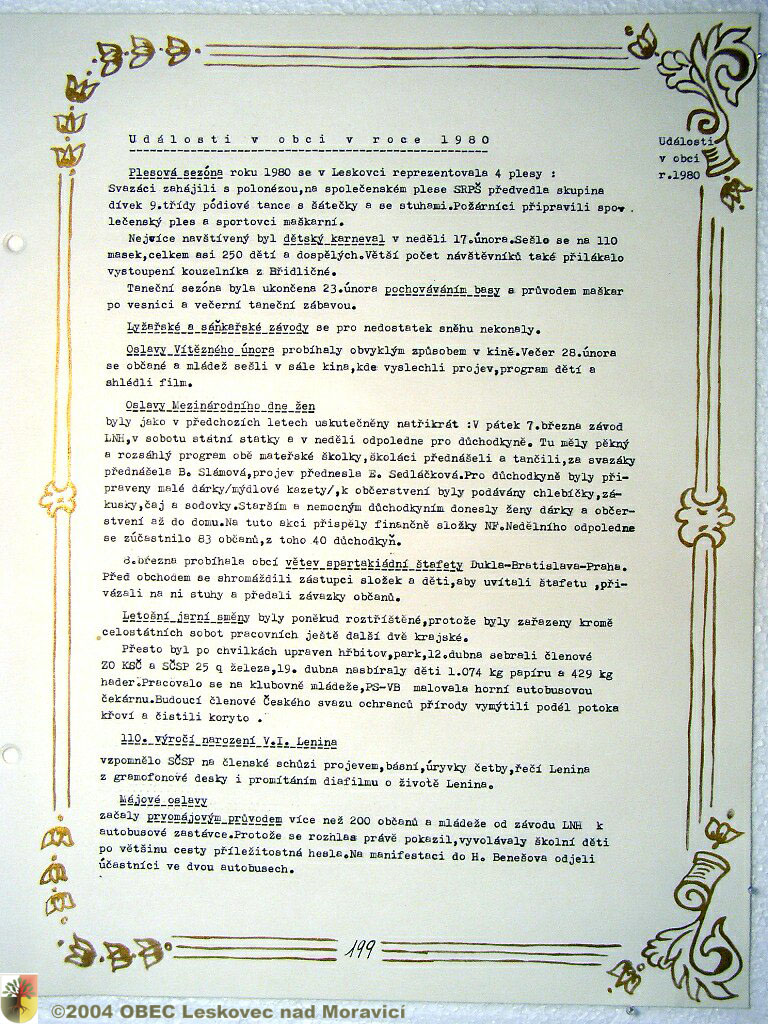 Události v obci v roce 1980
Události
v obci
r.1980
Plesová sezóna roku 1980 se v Leskovci reprezentovala 4 plesy :
Svazáci zahájili s polonézou,na společenském plese SRPŠ předvedla skupina
dívek 9.třídy pódiové tance s šátečky a se stuhami.Požárníci připravili spo-
lečenský ples a sportovci maškarní.
Nejvíce navštívený byl dětský karneval v neděli 17.února.Sešlo se na 110
masek,celkem asi 250 dětí a dospělých.Větší počet návštěvníků také přilákalo
vystoupení kouzelníka z Břidličné.
Taneční sezóna byla ukončena 23.února pochováváním basy s průvodem maškar
po vesnici a večerní taneční zábavou.
Lyžařské a sáňkařské závody se pro nedostatek sněhu nekonaly.
Oslavy Vítězného února probíhaly obvyklým způsobem v kině.Večer 28.února
se občané a mládež sešli v sále kina,kde vyslechli projev,program dětí a
shlédli film.
Oslavy Mezinárodního dne žen
byly jako v předchozích letech uskutečněny natřikrát :V pátek 7.března závod
LNH,v sobotu státní statky a v neděli odpoledne pro důchodkyně. Tu měly pěkný
a rozsáhlý program obě mateřské školky,školáci přednášeli a tančili,za svazáky
přednášela B. Slámová,projev přednesla E. Sedláčková.Pro důchodkyně byly při-
praveny malé dárky/mýdlové kazety/,k občerstvení byly podávány chlebíčky,zá-
kusky,čaj a sodovky.Starším a nemocným důchodkyním donesly ženy dárky a občer-
stvení až do domu.Na tuto akci přispěly finančně složky NF.Nedělního odpoledne
se zúčastnilo 83 občanů,z toho 40 důchodkyň.
8.března probíhala obcí větev spartakiádní štafety Dukla-Bratislava-Praha.
Před obchodem se shromáždili zástupci složek a děti,aby uvítali štafetu ,při-
vázali na ni stuhy a předali závazky občanů.
Letošní jarní směny byly poněkud roztříštěné,protože byly zařazeny kromě
celostátních sobot pracovních ještě další dvě krajské.
Přesto byl po chvilkách upraven hřbitov,park,12.dubna sebrali členové
ZO KSČ a SČSP 25 q železa,19. dubna nasbíraly děti 1.074 kg papíru a 429 kg
hader.Pracovalo se na klubovně mládeže,PS-VB malovala horní autobusovou
čekárnu.Budoucí členové Českého svazu ochranců přírody vymýtili podél potoka
křoví a čistili koryto .
110. výročí narození V.I. Lenina
vzpomnělo SČSP na členské schůzi projevem,básní,úryvky četby,řečí Lenina
z gramofonové desky i promítáním diafilmu o životě Lenina.
Májové oslavy
začaly prvomájovým průvodem více než 200 občanů a mládeže od závodu LNH k
autobusové zastávce.Protože se rozhlas právě pokazil,vyvolávaly školní děti
po většinu cesty příležitostná hesla.Na manifestaci do H. Benešova odjeli
účastníci ve dvou autobusech.
199
©2004 OBEC Leskovec nad Moravicí